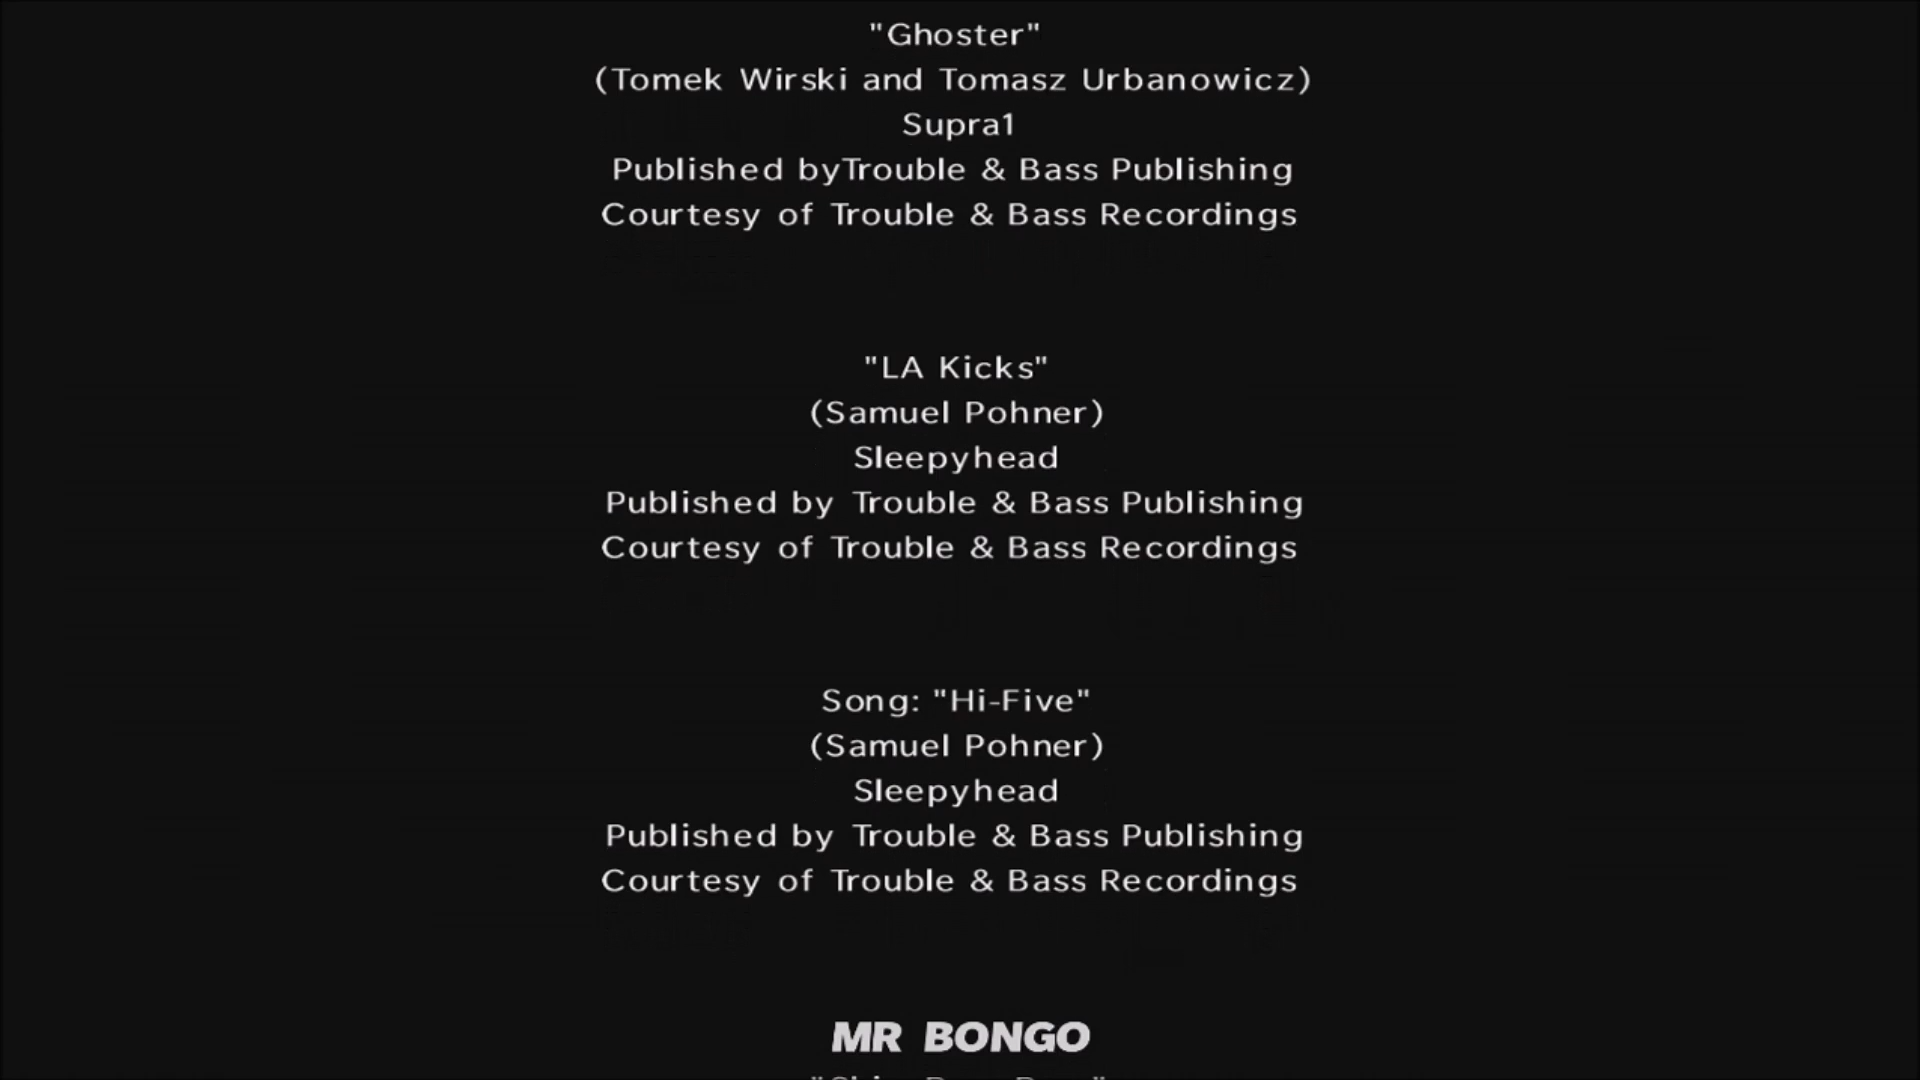 "Ghoster"
(Tomek Wirski and Tomasz Urbanowicz)
Supra1
Published byTrouble & Bass Publishing
Courtesy of Trouble & Bass Recordings
"LA Kicks"
(Samuel Pohner)
Sleepyhead
Published by Trouble & Bass Publishing
Courtesy of Trouble & Bass Recordings
Song: "Hi-Five"
(Samuel Pohner)
Sleepyhead
Published by Trouble & Bass Publishing
Courtesy of Trouble & Bass Recordings
MR BONGO